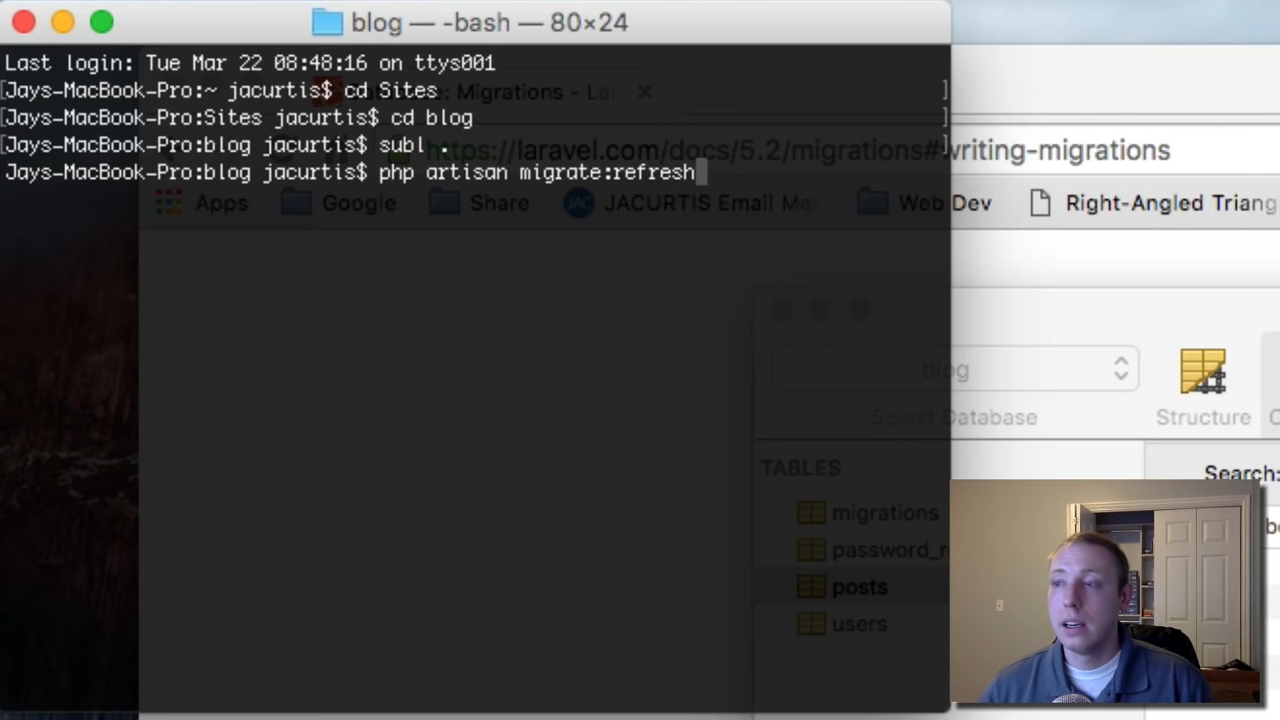 blog — -bash — 80×24
Last login: Tue Mar 22 08:48:16 on ttys001
[Jays-MacBook-Pro:~ jacurtis$ cd Sites ]
: Migrations - La
[Jays-MacBook-Pro:Sites jacurtis$ cd blog ]
[Jays-MacBook-Pro:blog jacurtis$ subl . ]
https://laravel.com/docs/5.2/migrations#writing-migrations
Jays-MacBook-Pro:blog jacurtis$ php artisan migrate:refresh
Apps Google Share JACURTIS Email Ma Web Dev Right-Angled Triang
blog
Select Database
Structure
TABLES
Search:
migrations
password_r
posts
users